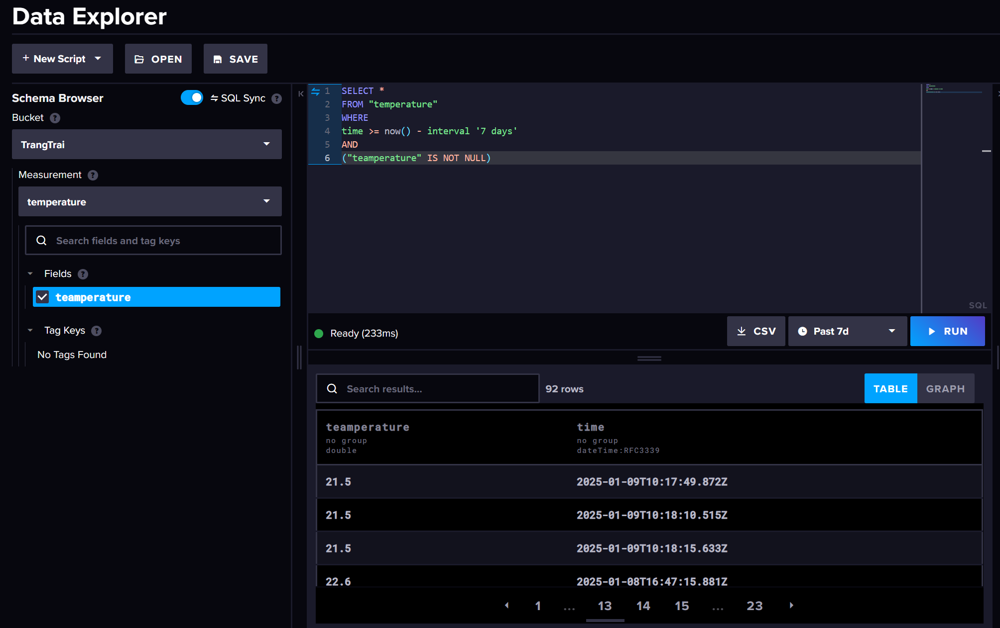 Data Explorer
+ New Script
OPEN
SAVE
Schema Browser
SQL Sync ?
Bucket ?
TrangTrai
Measurement ?
temperature
Search fields and tag keys
Fields ?
teamperature
Tag Keys ?
No Tags Found
1 SELECT *
2 FROM "temperature"
3 WHERE
4 time >= now() - interval '7 days'
5 AND
6 ("teamperature" IS NOT NULL)
SQL
Ready (233ms)
CSV
Past 7d
RUN
Search results...
92 rows
TABLE
GRAPH
teamperature time
no group no group
double dateTime:RFC3339
21.5 2025-01-09T10:17:49.872Z
21.5 2025-01-09T10:18:10.515Z
21.5 2025-01-09T10:18:15.633Z
22.6 2025-01-08T16:47:15.881Z
1 ... 13 14 15 ... 23